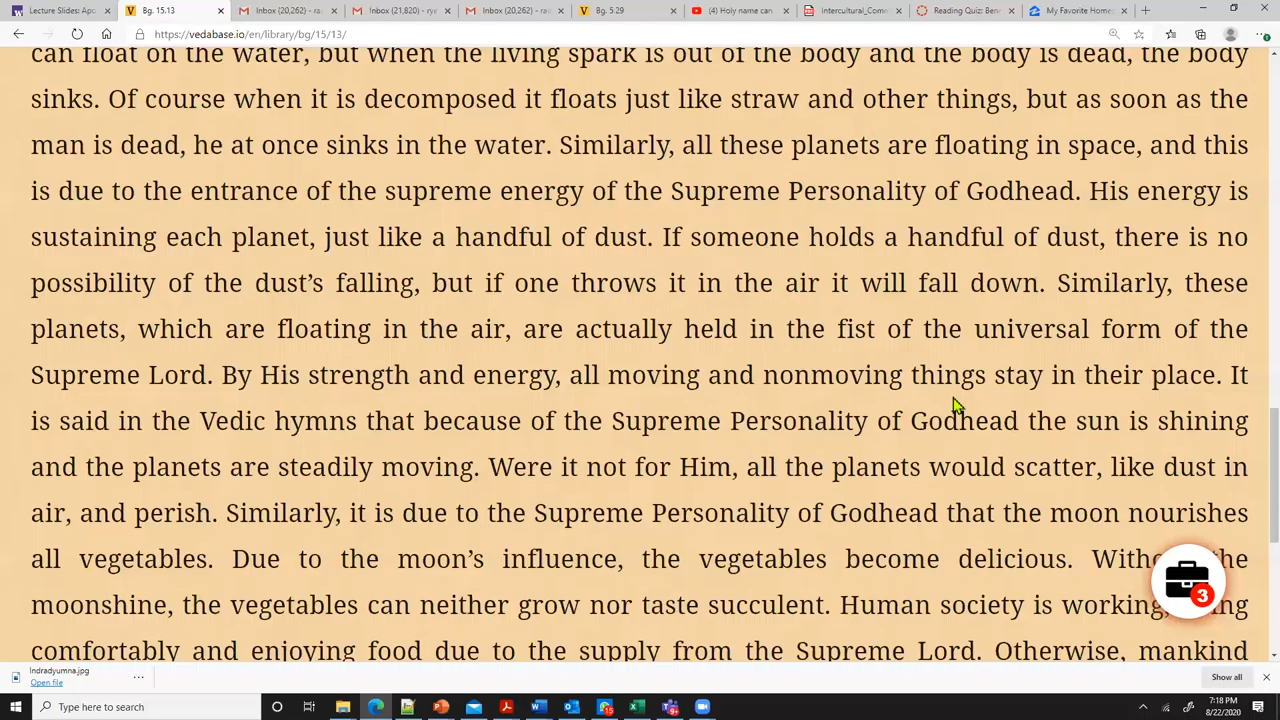 Lecture Slides: Apo
Bg. 15.13
Inbox (20,262) - ra
Inbox (21,820) - rye
Inbox (20,262) - rad
Bg. 5.29
(4) Holy name can
Intercultural_Com
Reading Quiz: Ben
My Favorite Home
https://vedabase.io/en/library/bg/15/13/
can float on the water, but when the living spark is out of the body and the body is dead, the body
sinks. Of course when it is decomposed it floats just like straw and other things, but as soon as the
man is dead, he at once sinks in the water. Similarly, all these planets are floating in space, and this
is due to the entrance of the supreme energy of the Supreme Personality of Godhead. His energy is
sustaining each planet, just like a handful of dust. If someone holds a handful of dust, there is no
possibility of the dust's falling, but if one throws it in the air it will fall down. Similarly, these
planets, which are floating in the air, are actually held in the fist of the universal form of the
Supreme Lord. By His strength and energy, all moving and nonmoving things stay in their place. It
is said in the Vedic hymns that because of the Supreme Personality of Godhead the sun is shining
and the planets are steadily moving. Were it not for Him, all the planets would scatter, like dust in
air, and perish. Similarly, it is due to the Supreme Personality of Godhead that the moon nourishes
all vegetables. Due to the moon's influence, the vegetables become delicious. Without the
moonshine, the vegetables can neither grow nor taste succulent. Human society is working, living
comfortably and enjoying food due to the supply from the Supreme Lord. Otherwise, mankind
3
Indradyumna.jpg
Open file
Show all
Type here to search
7:18 PM
8/22/2020